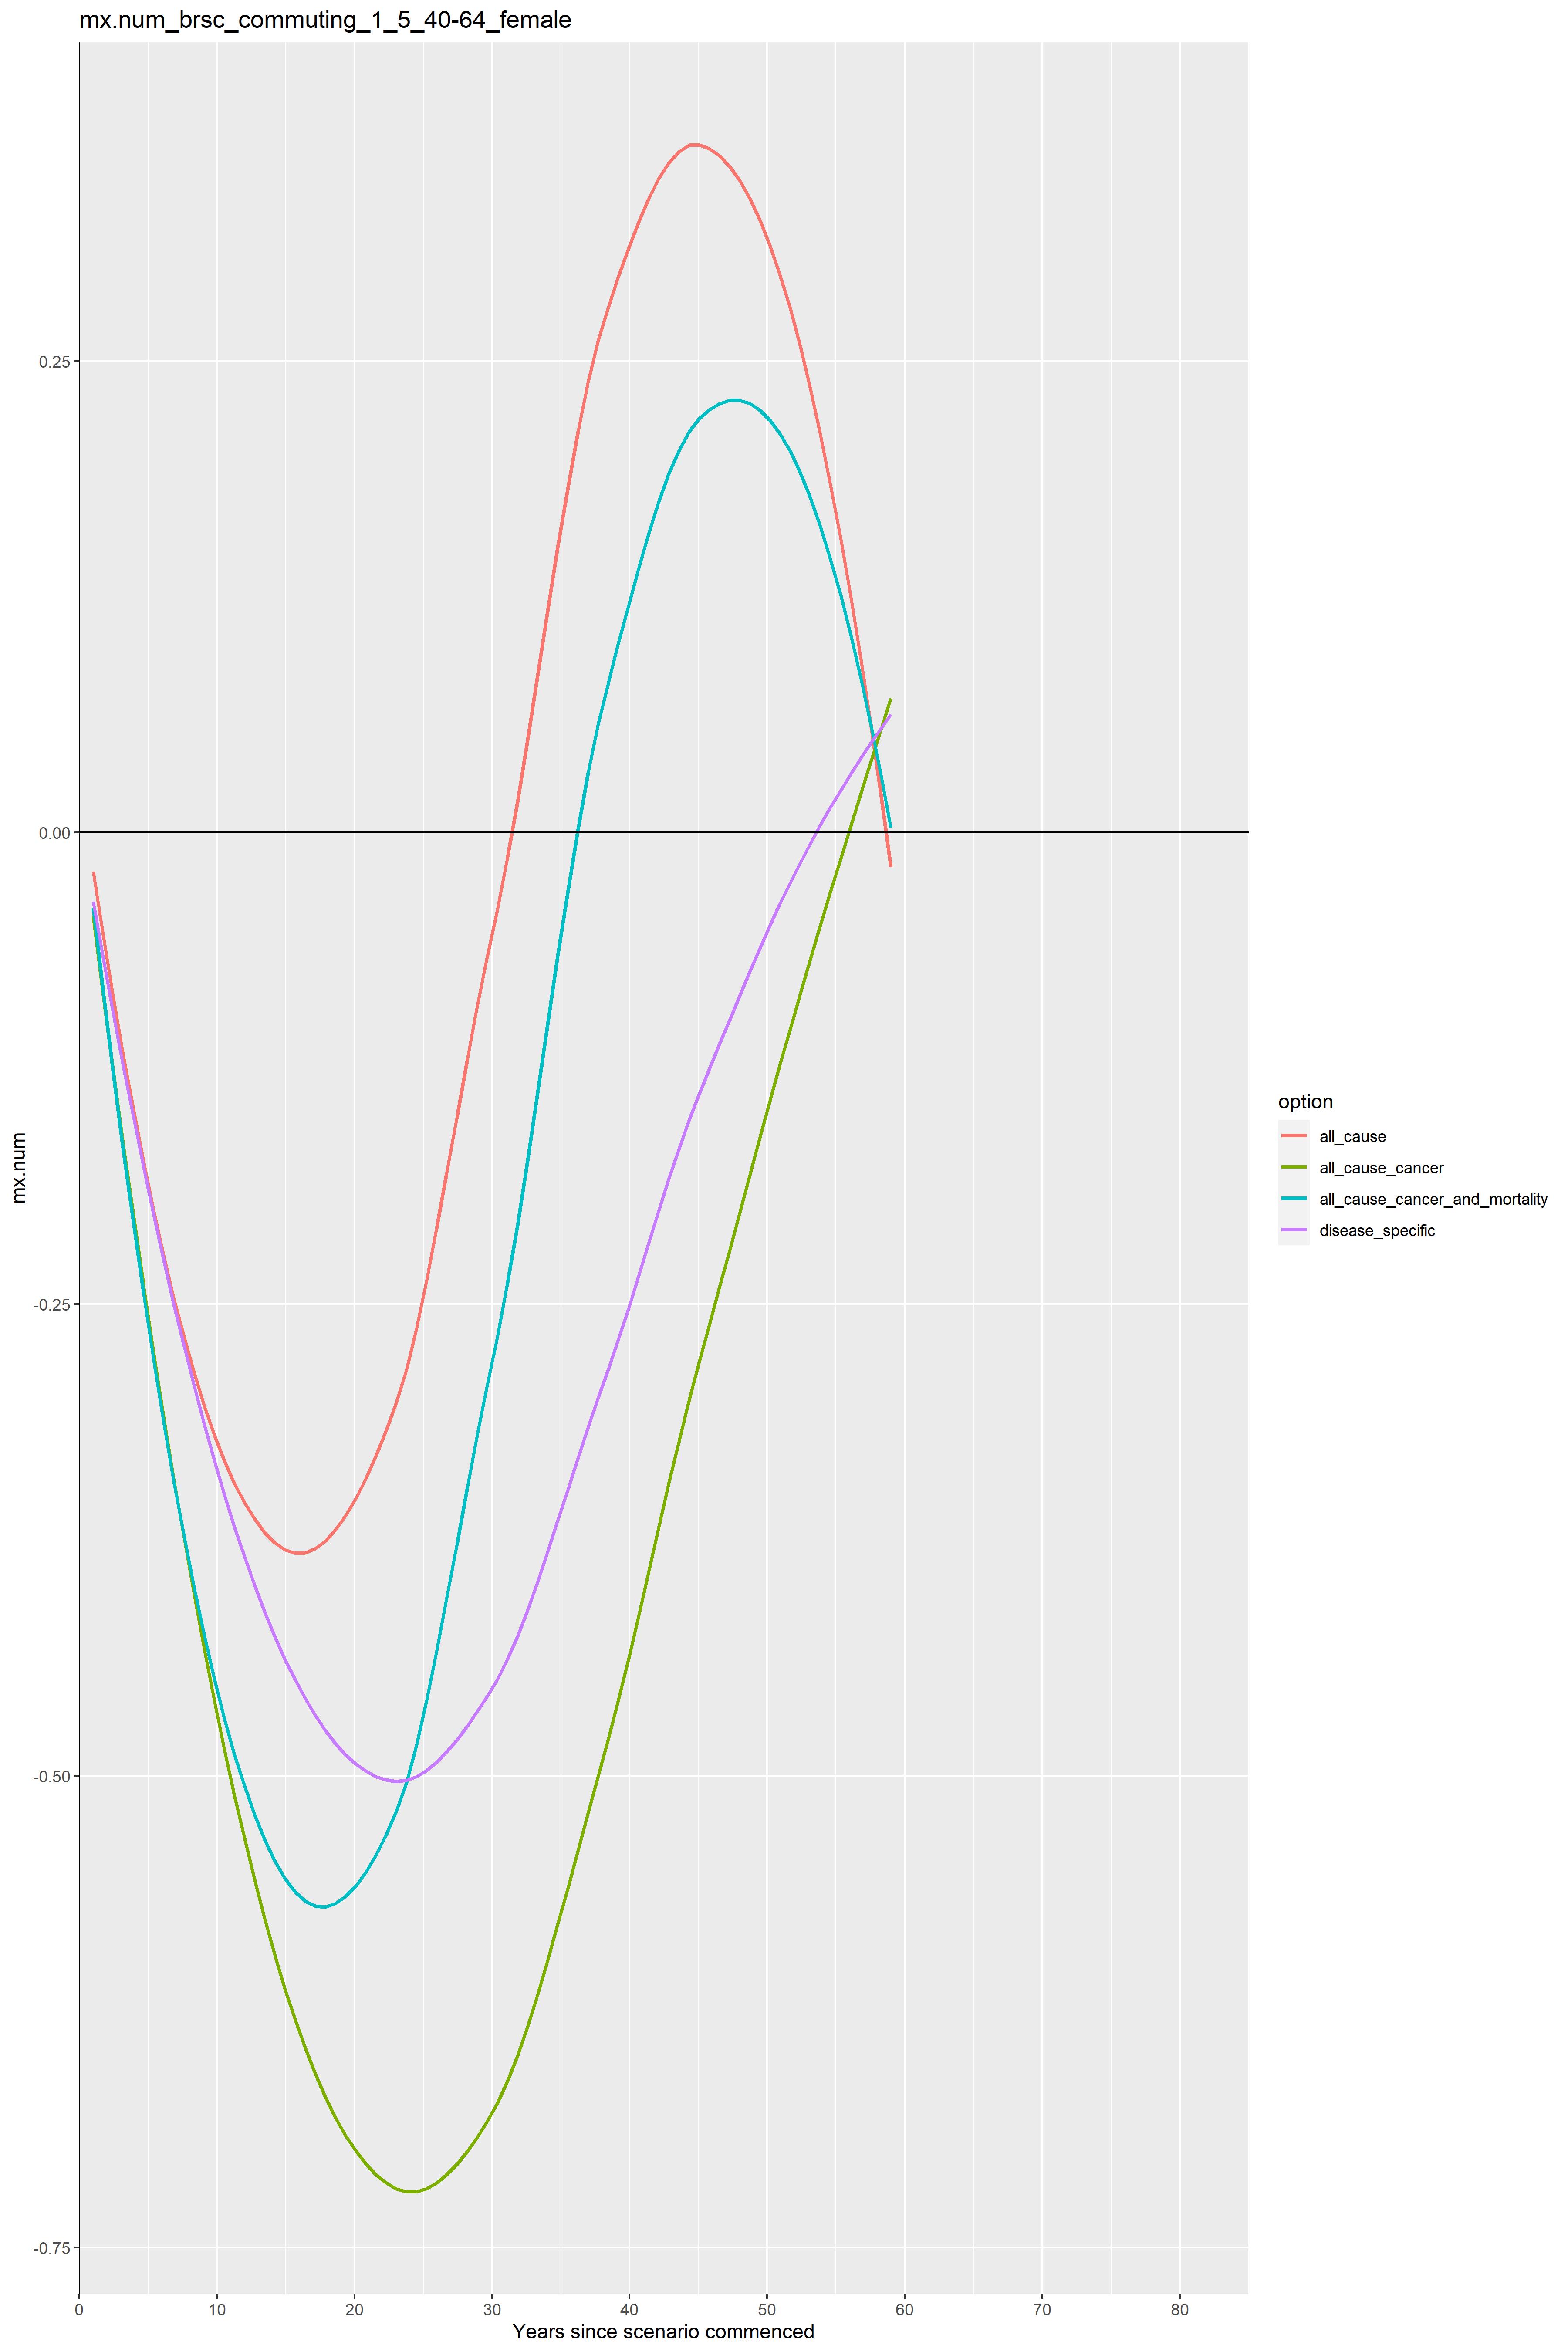 mx.num_brsc_commuting_1_5_40-64_female
mx.num
0.25
0.00
-0.25
-0.50
-0.75
0 10 20 30 40 50 60 70 80
Years since scenario commenced
option
all_cause
all_cause_cancer
all_cause_cancer_and_mortality
disease_specific